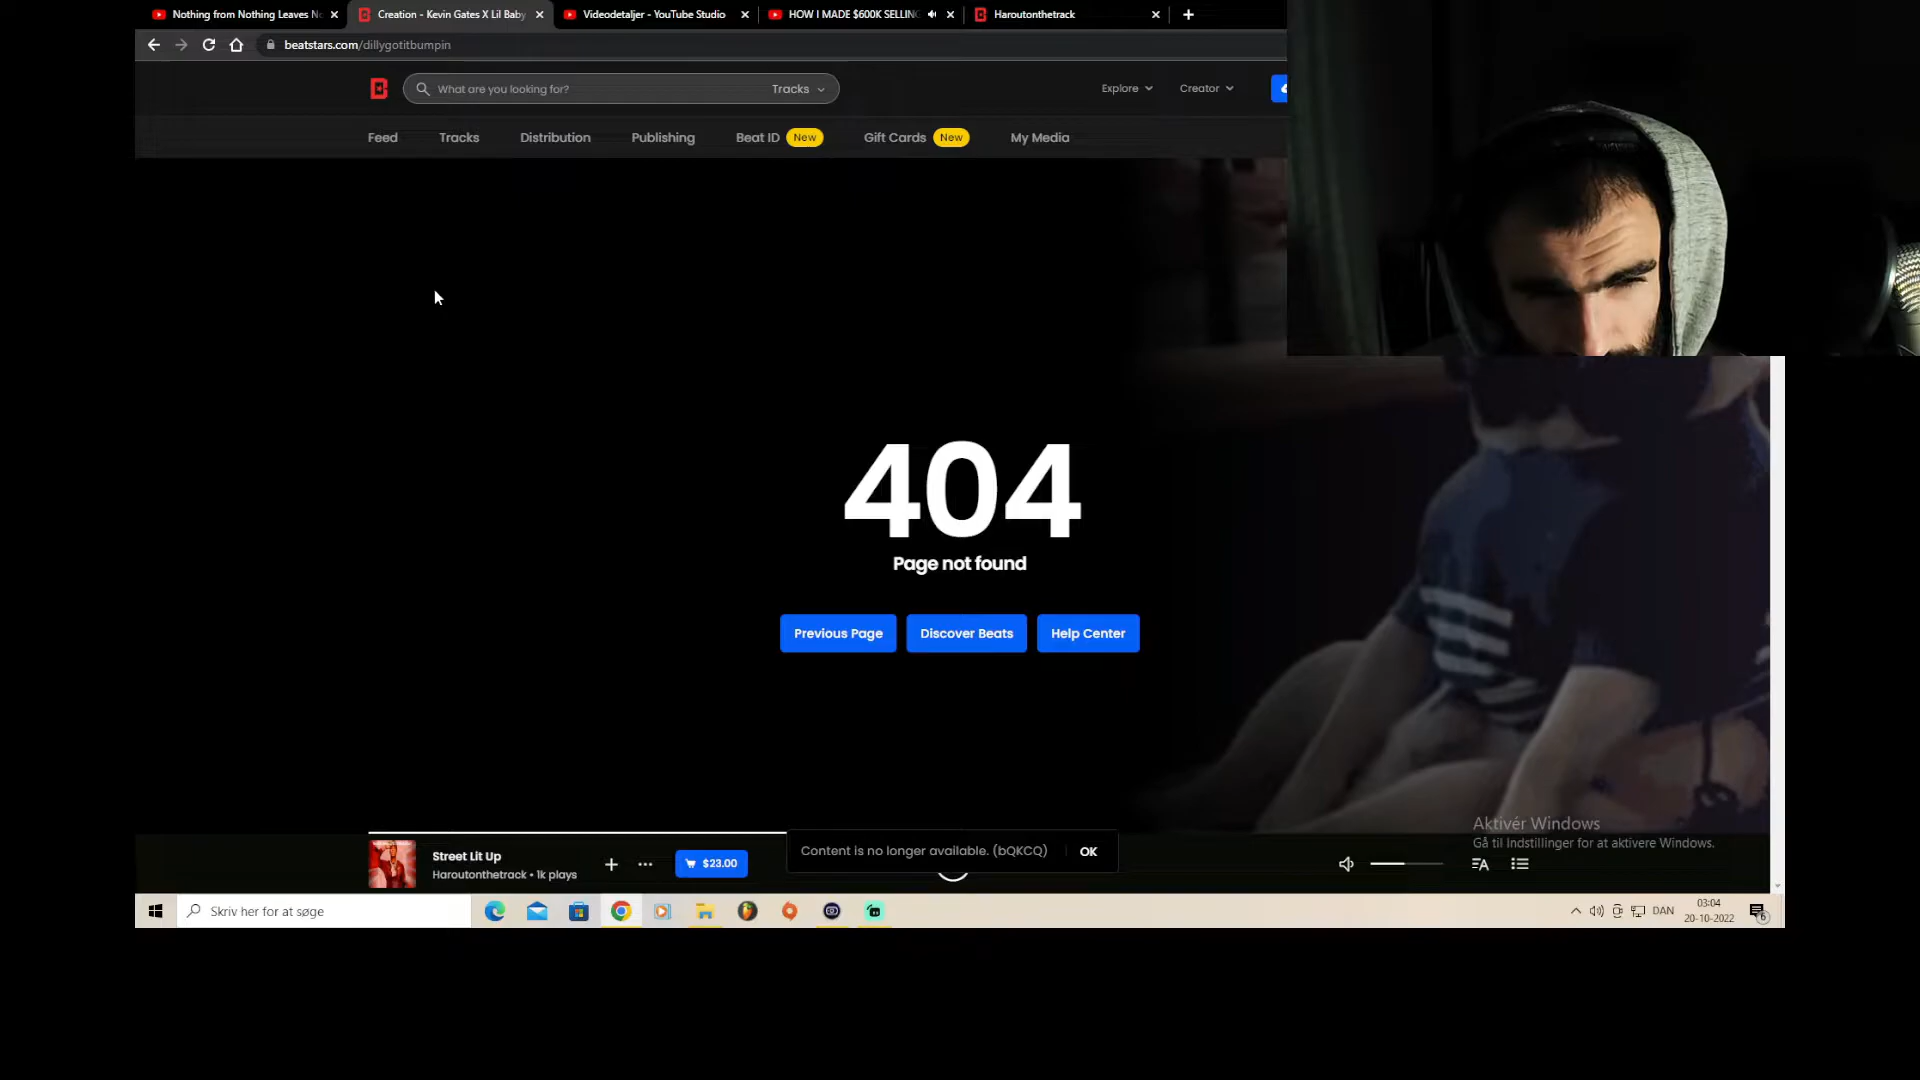 Nothing from Nothing Leaves N
Creation - Kevin Gates X Lil Baby
Videodetaljer - YouTube Studio
HOW I MADE $600K SELLING
Haroutonthetrack
beatstars.com/dillygotitbumpin
What are you looking for?
Tracks
Explore
Creator
Feed
Tracks
Distribution
Publishing
Beat ID New
Gift Cards New
My Media
404
Page not found
Previous Page
Discover Beats
Help Center
Aktivér Windows
Gå til Indstillinger for at aktivere Windows.
Street Lit Up
Haroutonthetrack • 1k plays
$23.00
Content is no longer available. (bQKCQ)
OK
Skriv her for at søge
DAN
03:04
20-10-2022
6